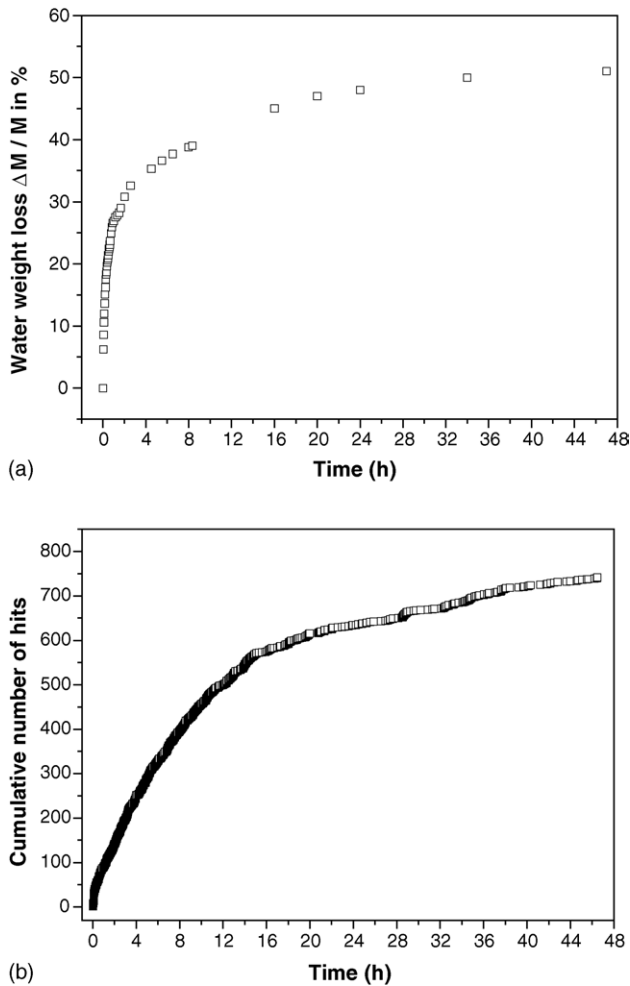 60
50
40
30
20
10
0
Water weight loss Δ M / M in %
0 4 8 12 16 20 24 28 32 36 40 44 48
Time (h)
(a)
800
700
600
500
400
300
200
100
0
Cumulative number of hits
0 4 8 12 16 20 24 28 32 36 40 44 48
Time (h)
(b)